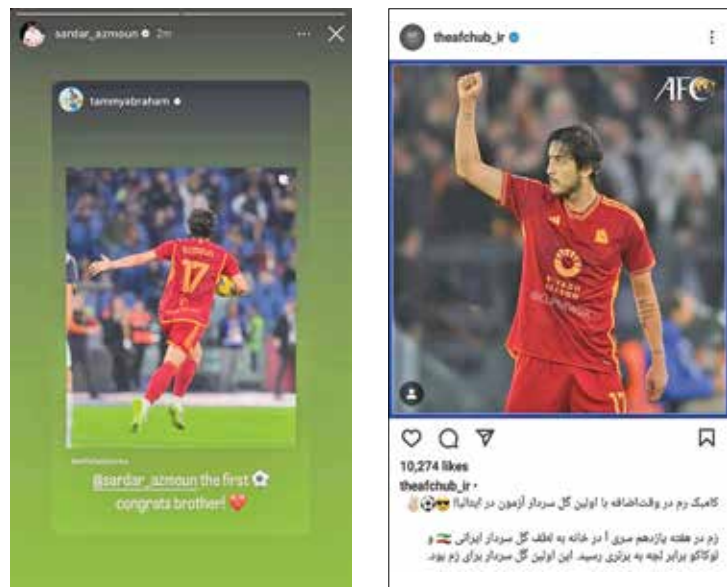 sardar_azmoun 2m
tammyabraham
17
@sardar_azmoun the first ⚽
congrats brother! ❤️
theafchub_ir
AFC
17
10,274 likes
theafchub_ir •
کامبک رم در وقت‌اضافه با اولین گل سردار آزمون در ایتالیا! 😎⚽✌🏻
رم در هفته یازدهم سری آ در خانه به لطف گل سردار ایرانی 🇮🇷 و
لوکاکو برابر لچه به برتری رسید. این اولین گل سردار برای رم بود.